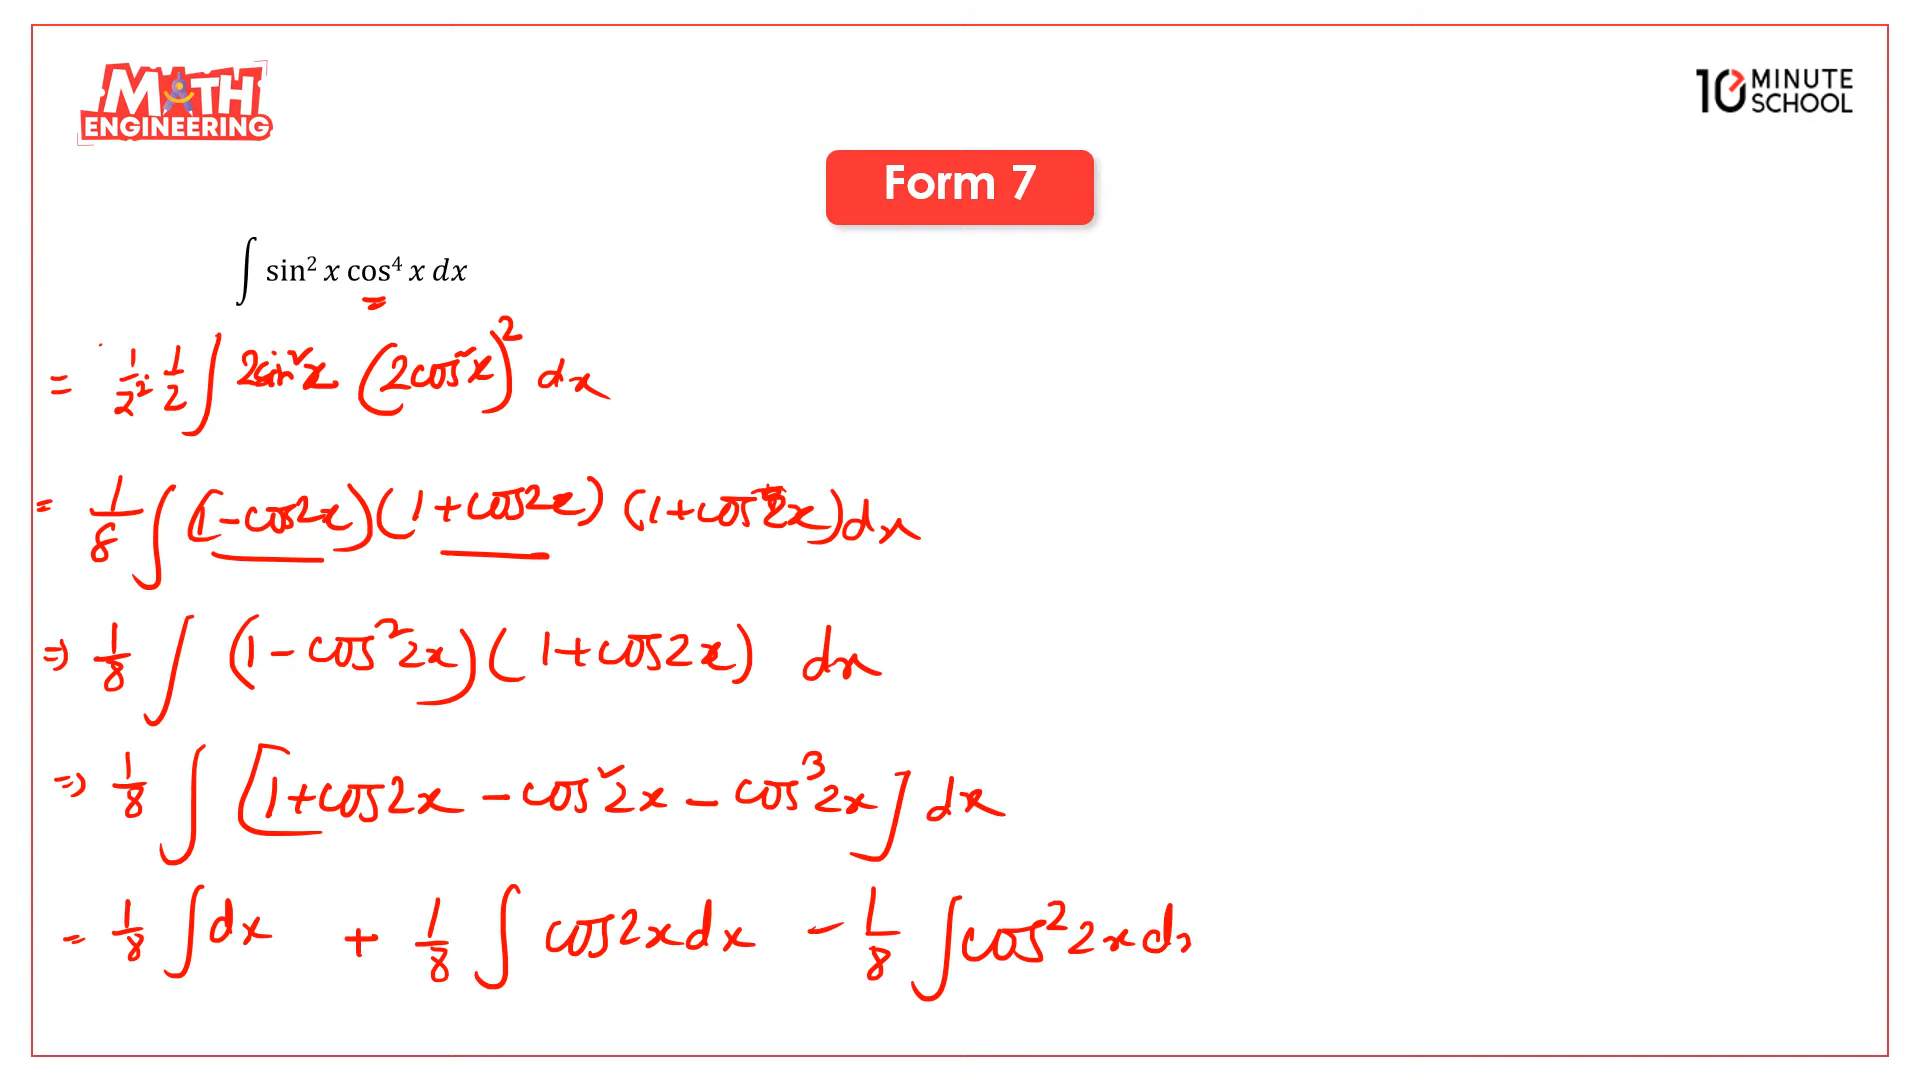 MATH ENGINEERING
10 MINUTE SCHOOL
Form 7
∫ sin² x cos⁴ x dx
= 1/2² · 1/2 ∫ 2sin²x (2cos²x)² dx
= 1/8 ∫ (1-cos2x)(1+cos2x)(1+cos2x)dx
⇒ 1/8 ∫ (1-cos²2x)(1+cos2x) dx
⇒ 1/8 ∫ [1+cos2x - cos²2x - cos³2x] dx
= 1/8 ∫ dx + 1/8 ∫ cos2x dx - 1/8 ∫ cos²2x dx